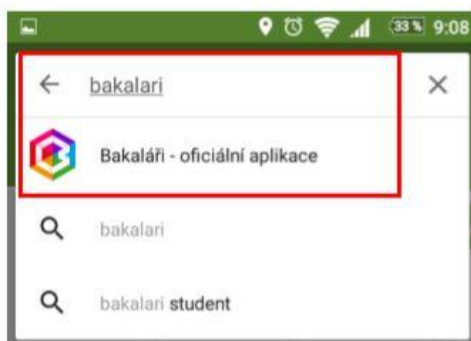 33 % 9:08
bakalari
Bakaláři - oficiální aplikace
bakalari
bakalari student